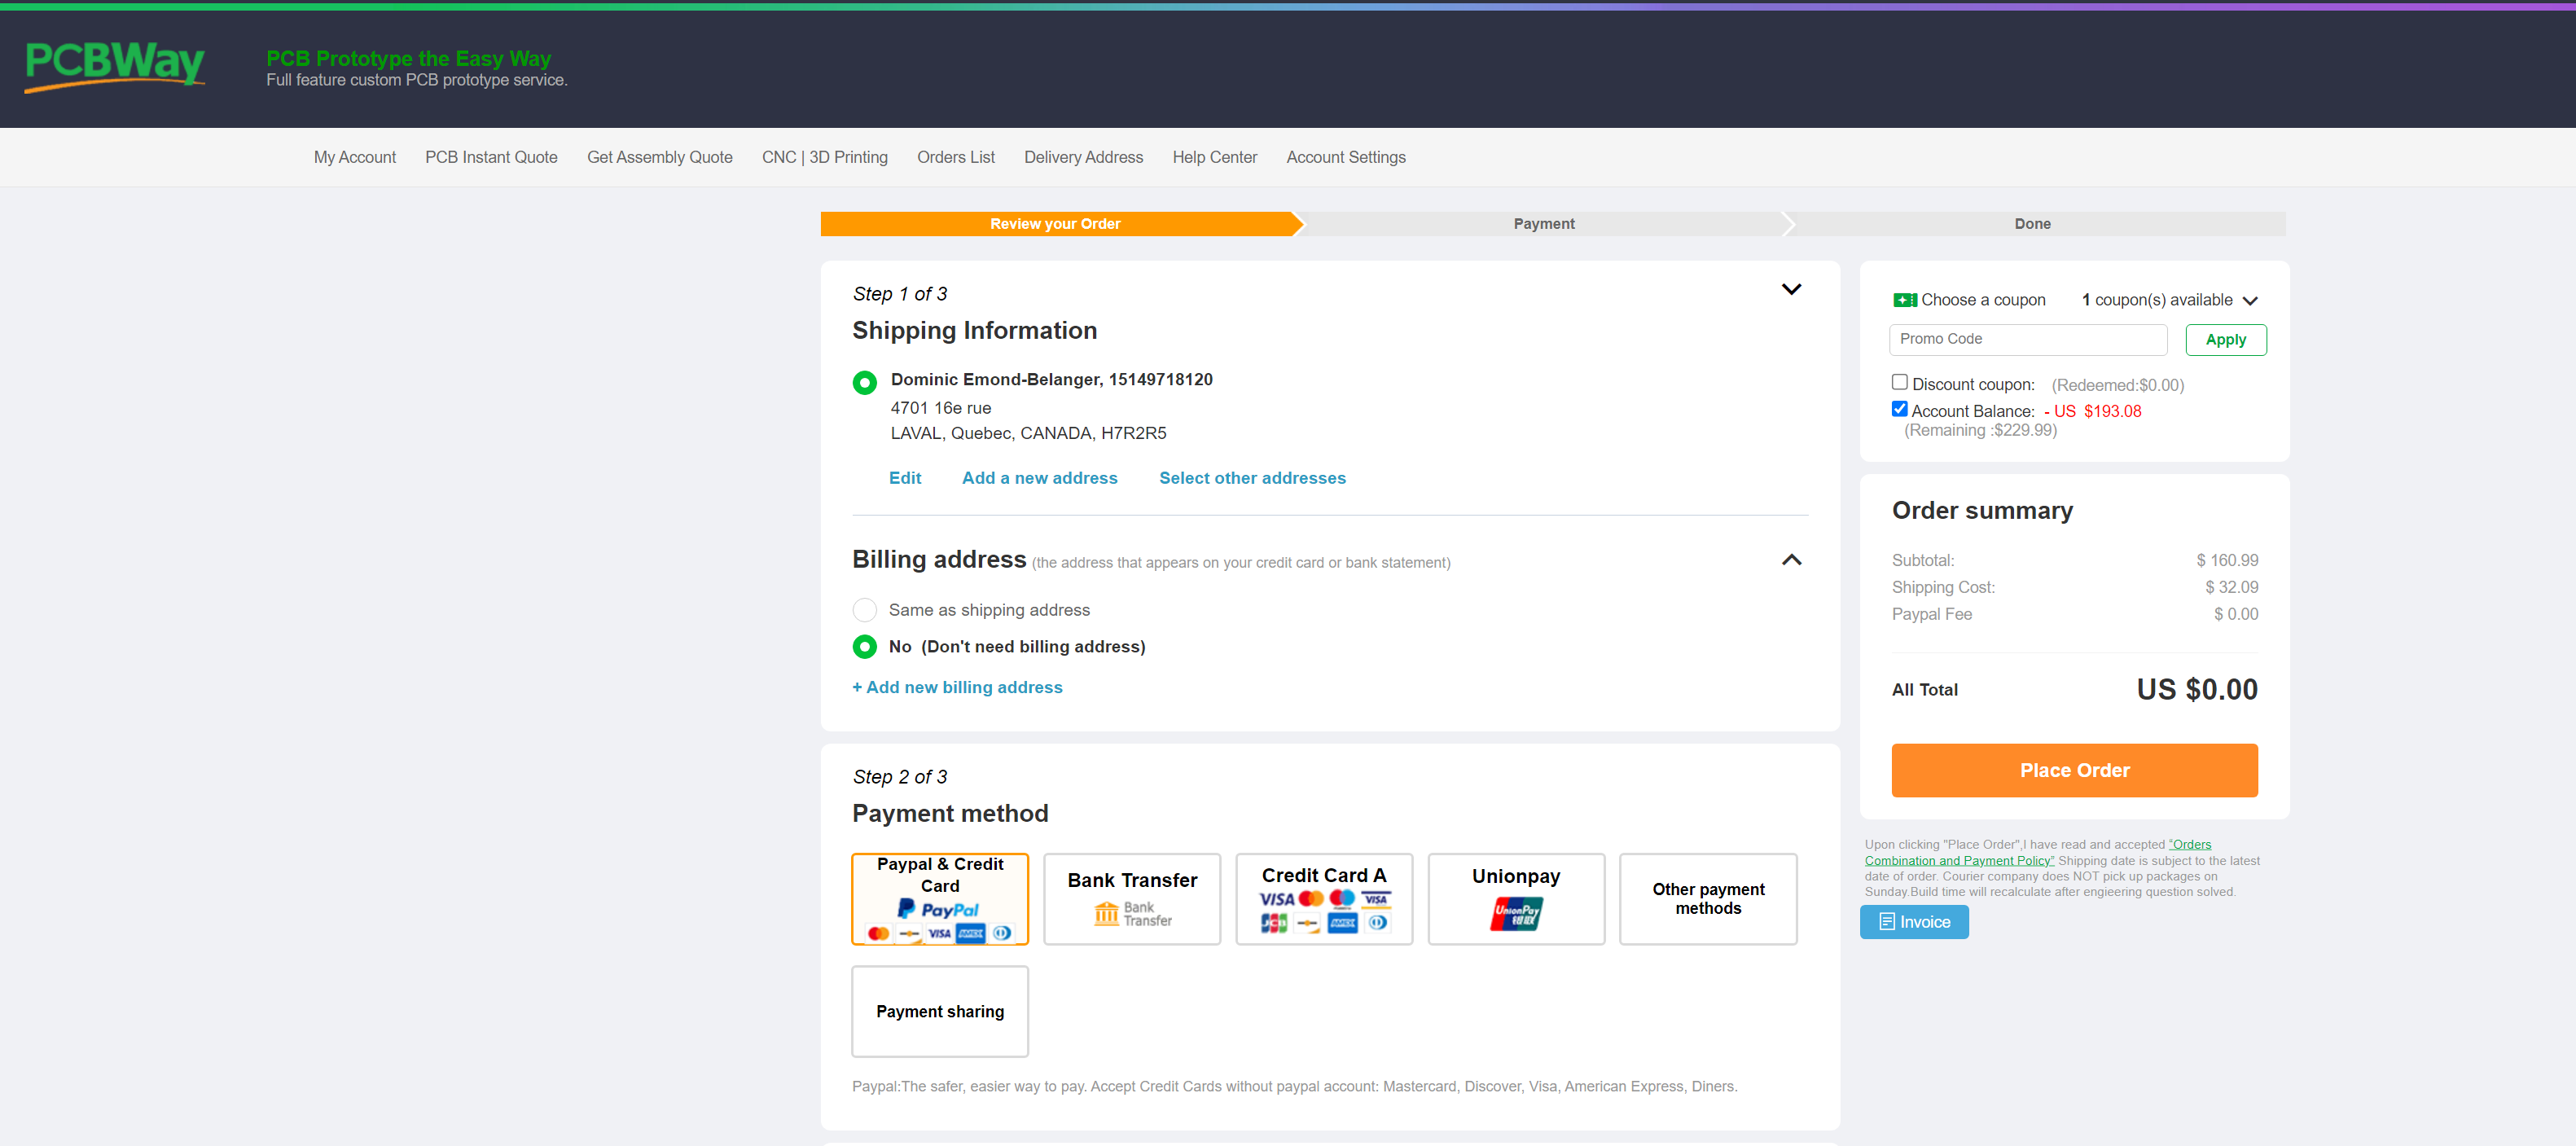 PCBWay
PCB Prototype the Easy Way
Full feature custom PCB prototype service.
My Account PCB Instant Quote Get Assembly Quote CNC | 3D Printing Orders List Delivery Address Help Center Account Settings
Review your Order Payment Done
Step 1 of 3
Shipping Information
Dominic Emond-Belanger, 15149718120
4701 16e rue
LAVAL, Quebec, CANADA, H7R2R5
Edit Add a new address Select other addresses
Billing address (the address that appears on your credit card or bank statement)
Same as shipping address
No (Don't need billing address)
+ Add new billing address
Step 2 of 3
Payment method
Paypal & Credit
Card
PayPal
VISA AMEX
Bank Transfer
Bank
Transfer
Credit Card A
VISA VISA
JCB AMEX
Unionpay
UnionPay
银联
Other payment
methods
Payment sharing
Paypal:The safer, easier way to pay. Accept Credit Cards without paypal account: Mastercard, Discover, Visa, American Express, Diners.
Choose a coupon 1 coupon(s) available
Promo Code Apply
Discount coupon: (Redeemed:$0.00)
Account Balance: - US $193.08
(Remaining :$229.99)
Order summary
Subtotal: $ 160.99
Shipping Cost: $ 32.09
Paypal Fee $ 0.00
All Total US $0.00
Place Order
Upon clicking "Place Order",I have read and accepted "Orders
Combination and Payment Policy" Shipping date is subject to the latest
date of order. Courier company does NOT pick up packages on
Sunday.Build time will recalculate after engieering question solved.
Invoice